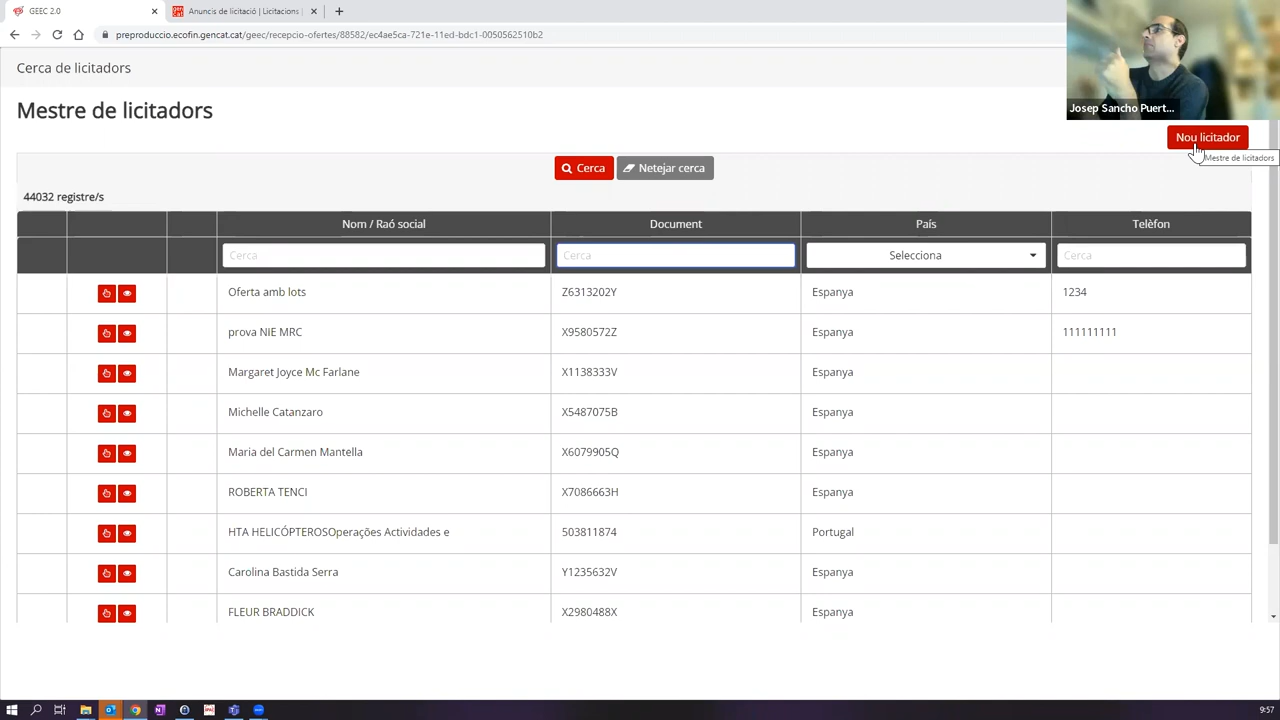 GEEC 2.0
Anuncis de licitació | Licitacions
preproduccio.ecofin.gencat.cat/geec/recepcio-ofertes/88582/ec4ae5ca-721e-11ed-bdc1-0050562510b2
Cerca de licitadors
Josep Sancho Puert...
Mestre de licitadors
Nou licitador
Mestre de licitadors
Cerca
Netejar cerca
44032 registre/s
Nom / Raó social Document País Telèfon
Cerca Cerca Selecciona Cerca
Oferta amb lots Z6313202Y Espanya 1234
prova NIE MRC X9580572Z Espanya 111111111
Margaret Joyce Mc Farlane X1138333V Espanya
Michelle Catanzaro X5487075B Espanya
Maria del Carmen Mantella X6079905Q Espanya
ROBERTA TENCI X7086663H Espanya
HTA HELICÓPTEROSOperações Actividades e 503811874 Portugal
Carolina Bastida Serra Y1235632V Espanya
FLEUR BRADDICK X2980488X Espanya
9:57